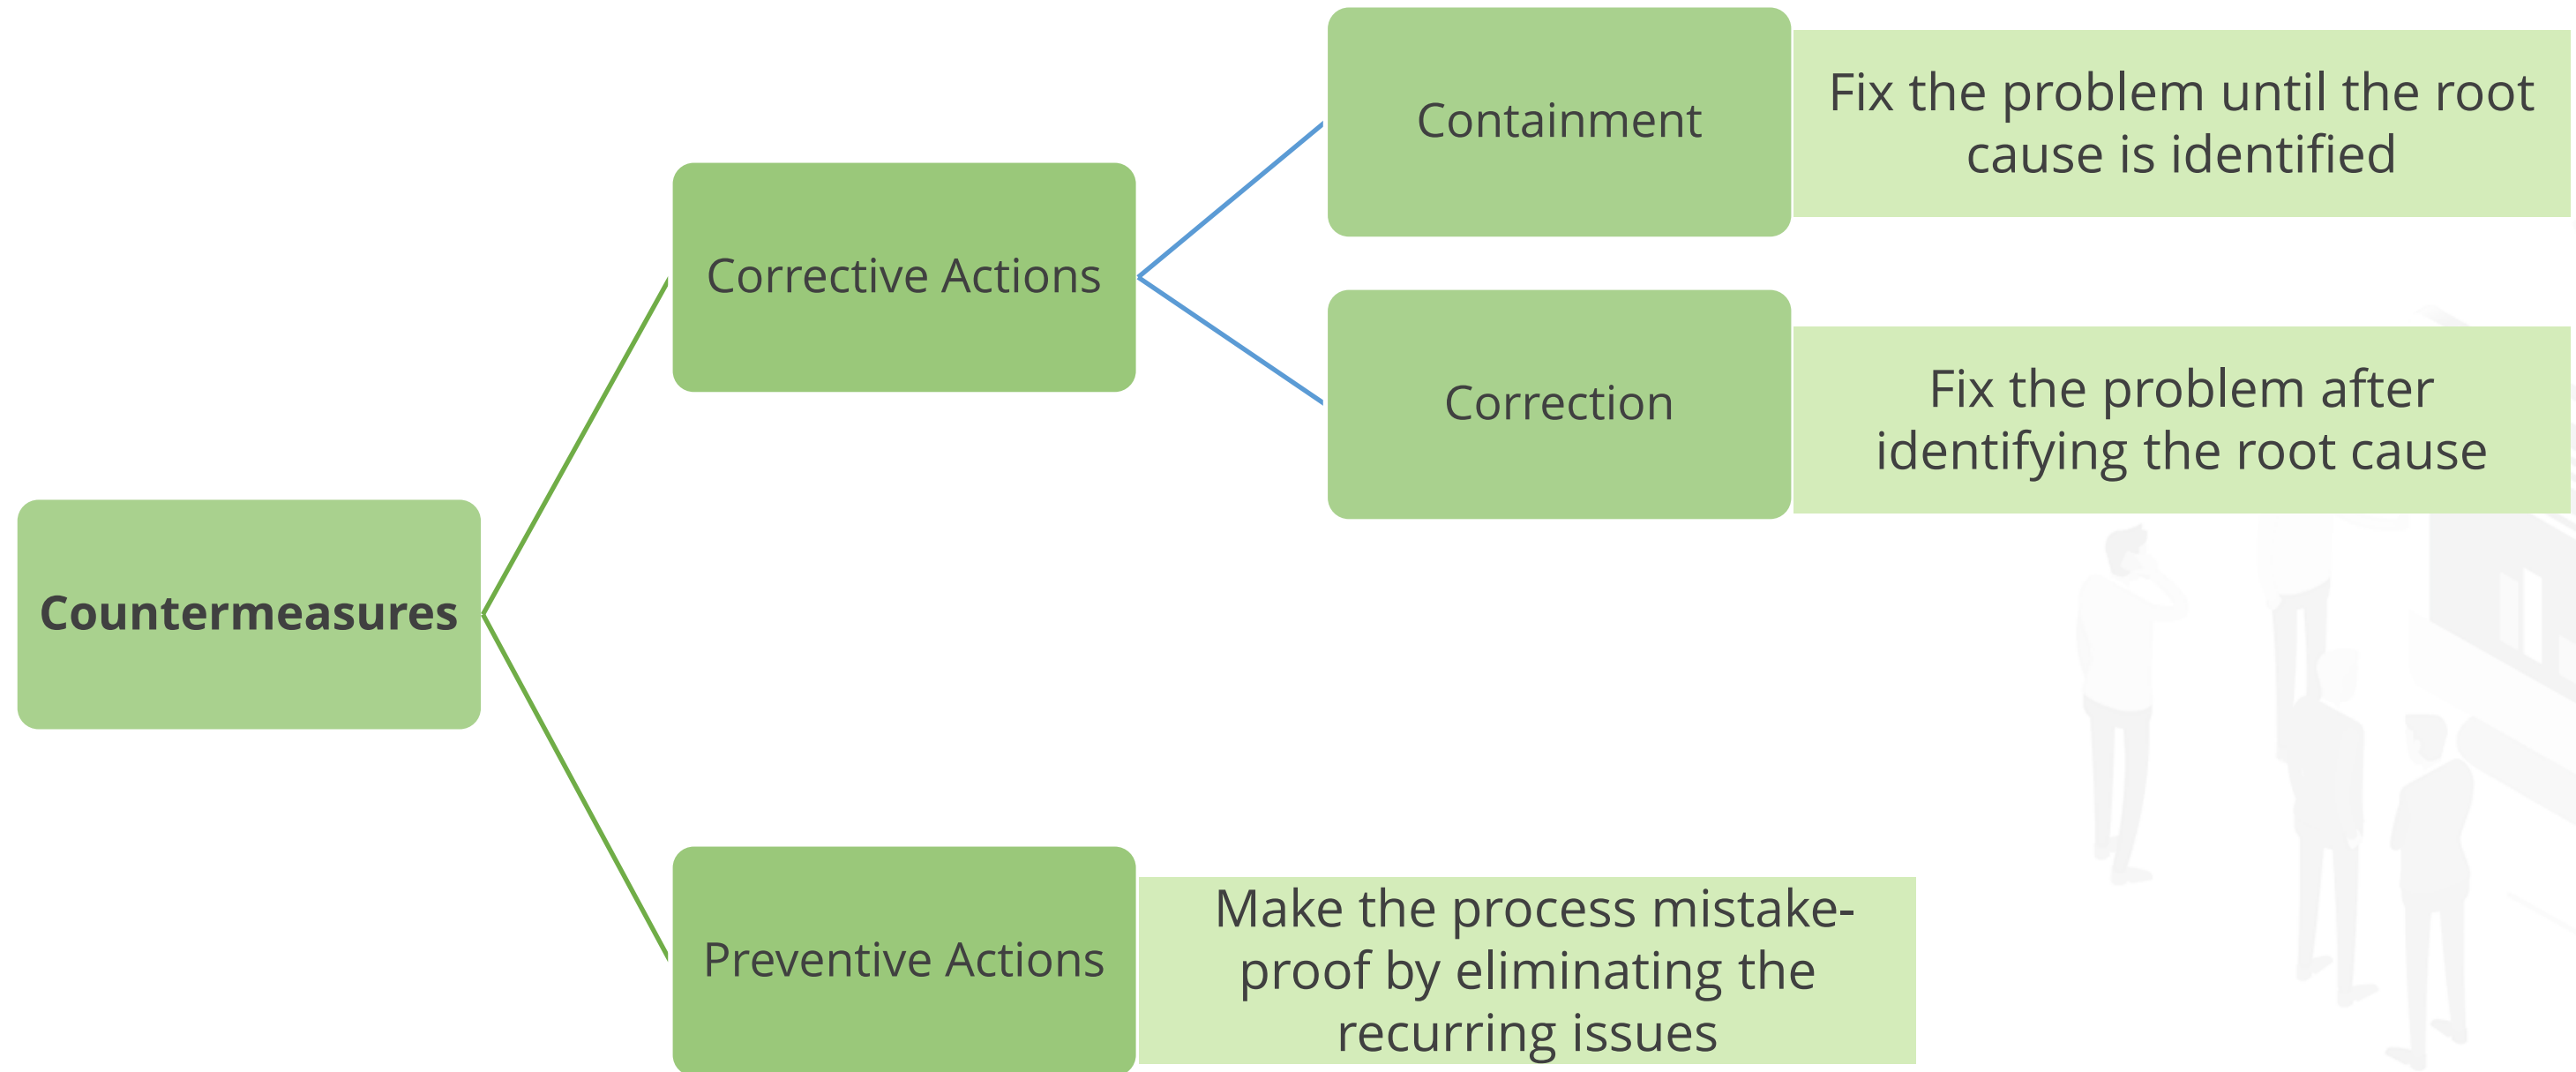 Containment
Fix the problem until the root
cause is identified
Corrective Actions
Correction
Fix the problem after
identifying the root cause
Countermeasures
Preventive Actions
Make the process mistake-
proof by eliminating the
recurring issues